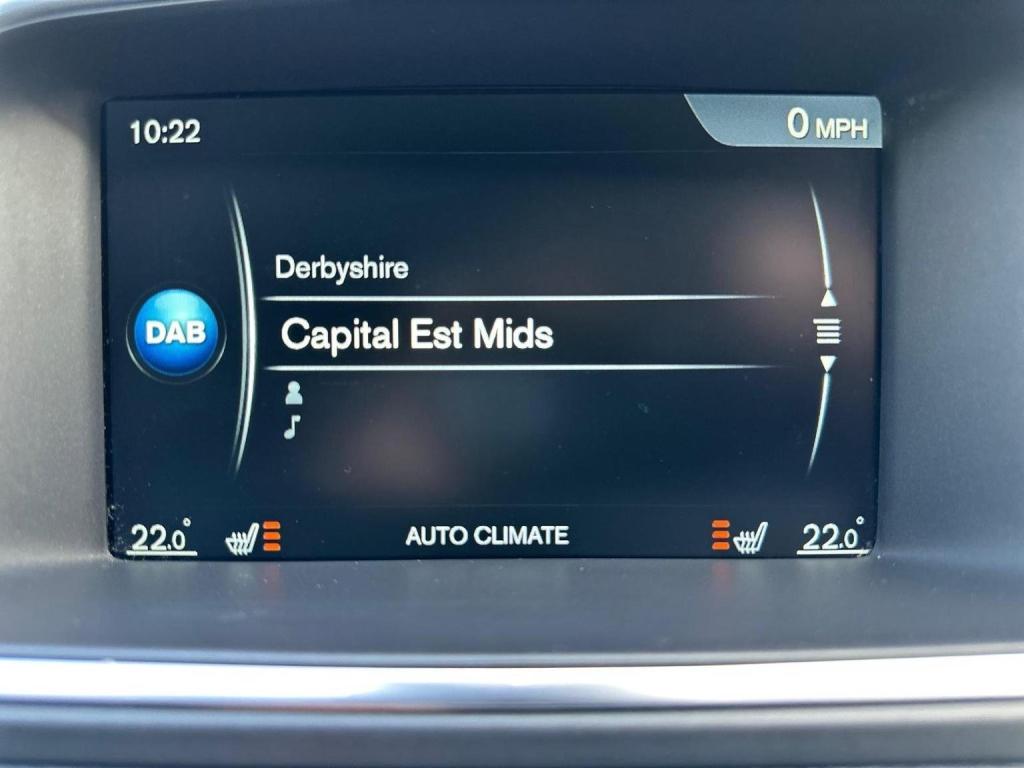 10:22
0 MPH
Derbyshire
DAB
Capital Est Mids
22.0°
AUTO CLIMATE
22.0°